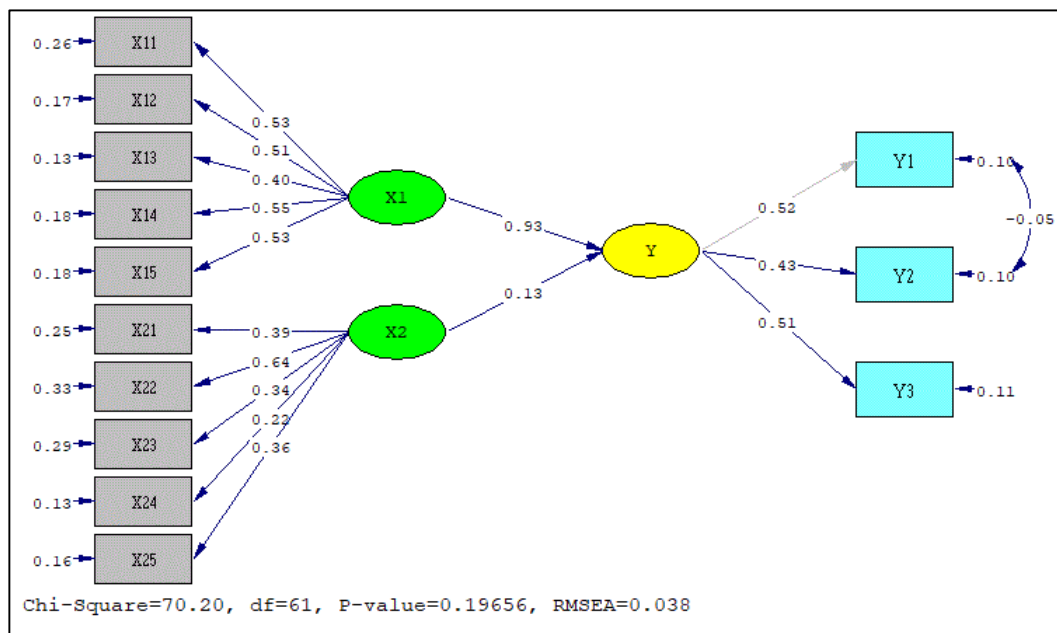 0.26 X11
0.53
0.17 X12
0.51
0.13 X13
0.40
0.18 X14
0.55
0.18 X15
0.53
X1
0.93
0.25 X21
0.39
0.33 X22
0.64
0.29 X23
0.34
0.13 X24
0.22
0.16 X25
0.36
X2
0.13
Y
0.52
Y1 0.10
-0.05
0.43
Y2 0.10
0.51
Y3 0.11
Chi-Square=70.20, df=61, P-value=0.19656, RMSEA=0.038